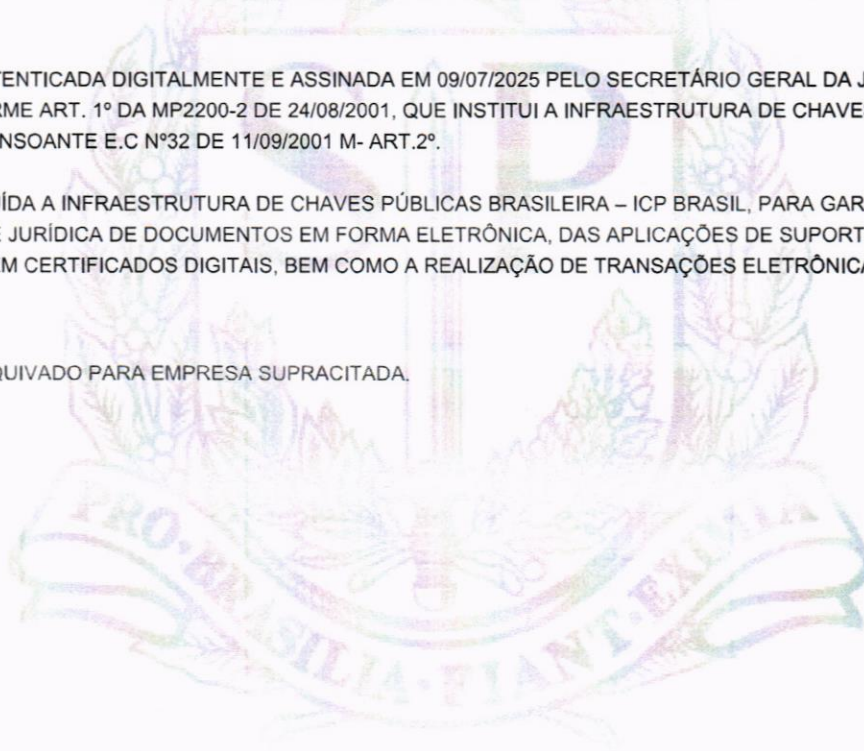 TENTICADA DIGITALMENTE E ASSINADA EM 09/07/2025 PELO SECRETÁRIO GERAL DA J
RME ART. 1º DA MP2200-2 DE 24/08/2001, QUE INSTITUI A INFRAESTRUTURA DE CHAVE
NSOANTE E.C Nº32 DE 11/09/2001 M- ART.2º.
ÍDA A INFRAESTRUTURA DE CHAVES PÚBLICAS BRASILEIRA – ICP BRASIL, PARA GAR
E JURÍDICA DE DOCUMENTOS EM FORMA ELETRÔNICA, DAS APLICAÇÕES DE SUPORT
EM CERTIFICADOS DIGITAIS, BEM COMO A REALIZAÇÃO DE TRANSAÇÕES ELETRÔNICA
QUIVADO PARA EMPRESA SUPRACITADA.
SP
PRO·BRASILIA·FIANT·EXIMIA